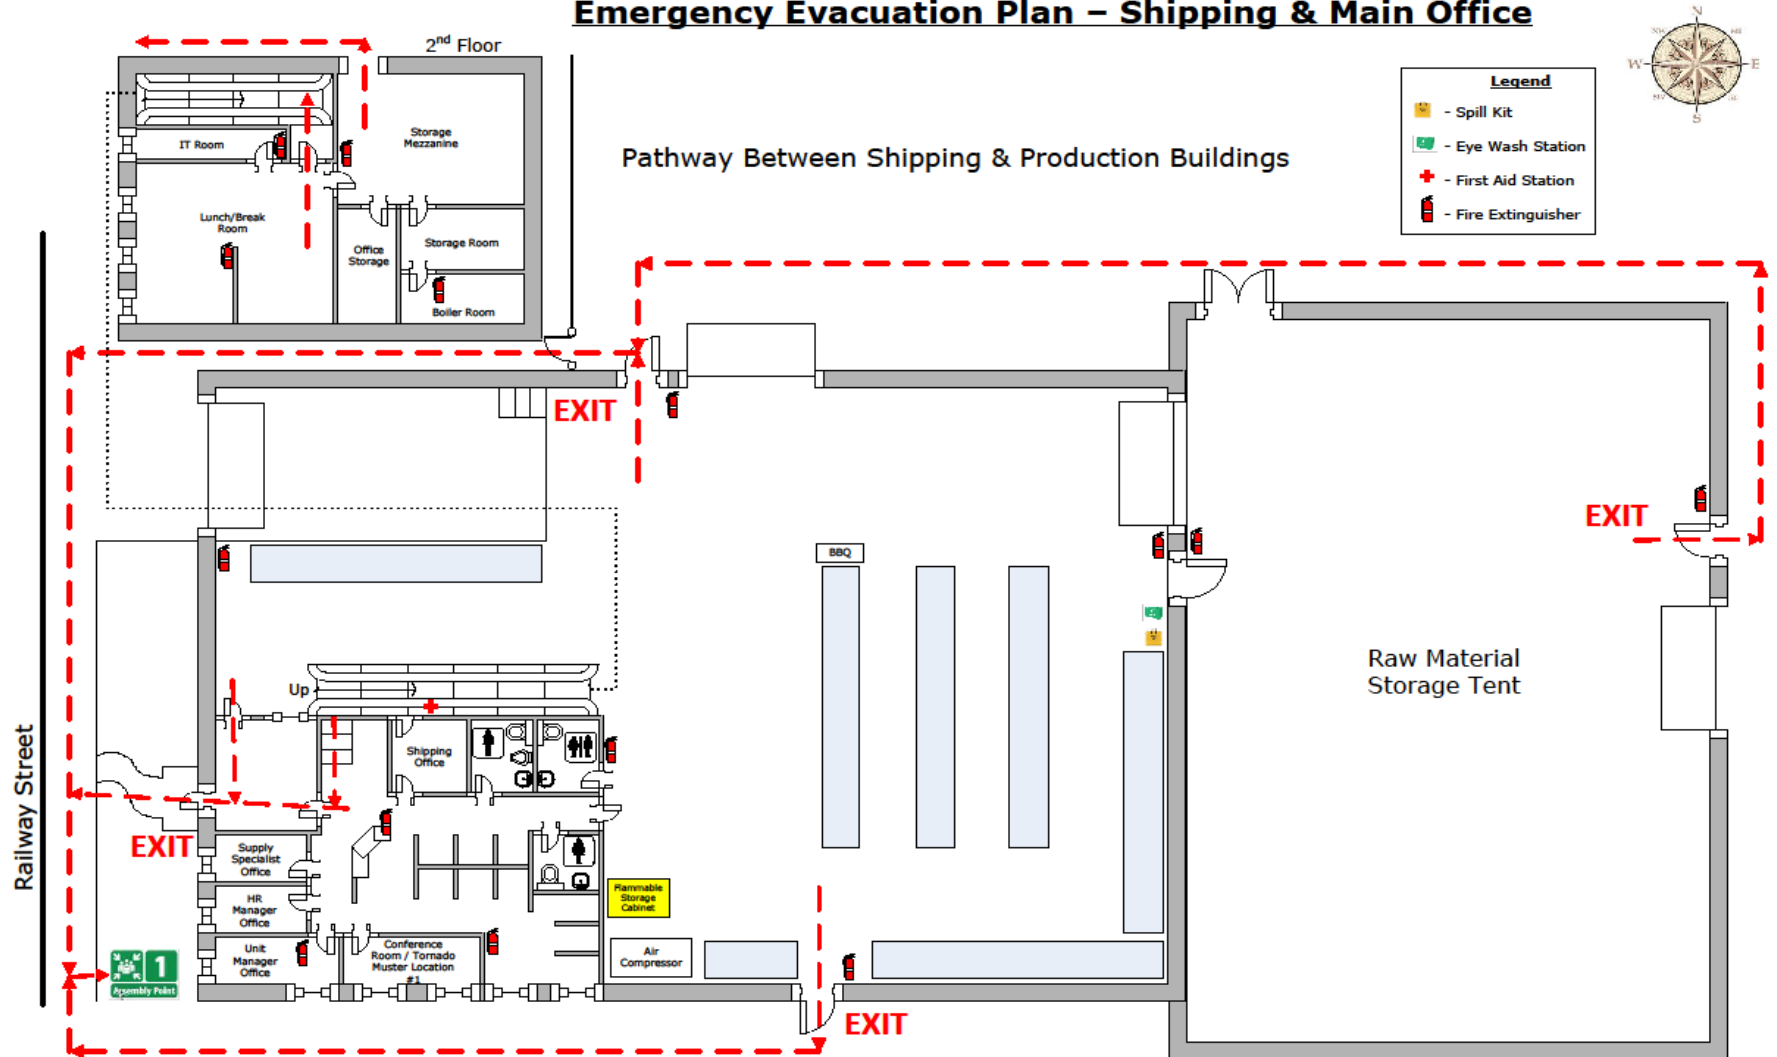 Emergency Evacuation Plan – Shipping & Main Office
2nd Floor
N
W
E
S
Legend
- Spill Kit
- Eye Wash Station
- First Aid Station
- Fire Extinguisher
Pathway Between Shipping & Production Buildings
IT Room
Storage
Mezzanine
Lunch/Break
Room
Office
Storage
Storage Room
Boiler Room
EXIT
EXIT
BBQ
Raw Material
Storage Tent
Up
Shipping
Office
Railway Street
EXIT
Supply
Specialist
Office
HR
Manager
Office
Unit
Manager
Office
Conference
Room / Tornado
Muster Location
#1
Flammable
Storage
Cabinet
Air
Compressor
1
Assembly Point
EXIT